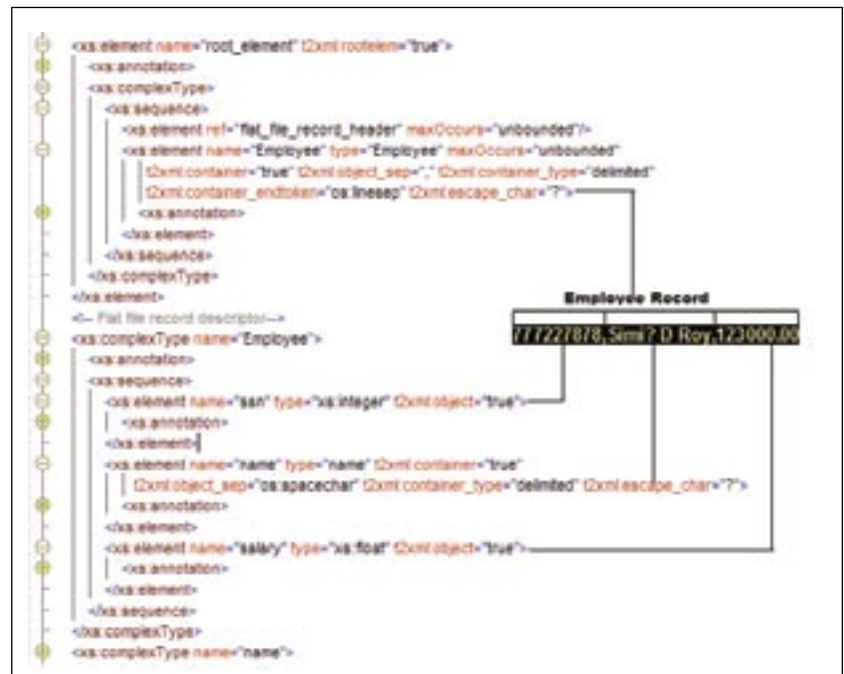 <xs:element name="root_element" t2xml:rootelem="true">
<xs:annotation>
<xs:complexType>
<xs:sequence>
<xs:element ref="flat_file_record_header" maxOccurs="unbounded"/>
<xs:element name="Employee" type="Employee" maxOccurs="unbounded"
t2xml:container="true" t2xml:object_sep="," t2xml:container_type="delimited"
t2xml:container_endtoken="os:linesep" t2xml:escape_char="?">
<xs:annotation>
</xs:element>
</xs:sequence>
</xs:complexType>
</xs:element>
Employee Record
<!-- Flat file record descriptor-->
<xs:complexType name="Employee">
777227878,Simi? D Roy,123000.00
<xs:annotation>
<xs:sequence>
<xs:element name="ssn" type="xs:integer" t2xml:object="true">
<xs:annotation>
</xs:element>
<xs:element name="name" type="name" t2xml:container="true"
t2xml:object_sep="os:spacechar" t2xml:container_type="delimited" t2xml:escape_char="?">
<xs:annotation>
</xs:element>
<xs:element name="salary" type="xs:float" t2xml:object="true">
<xs:annotation>
</xs:element>
</xs:sequence>
</xs:complexType>
<xs:complexType name="name">